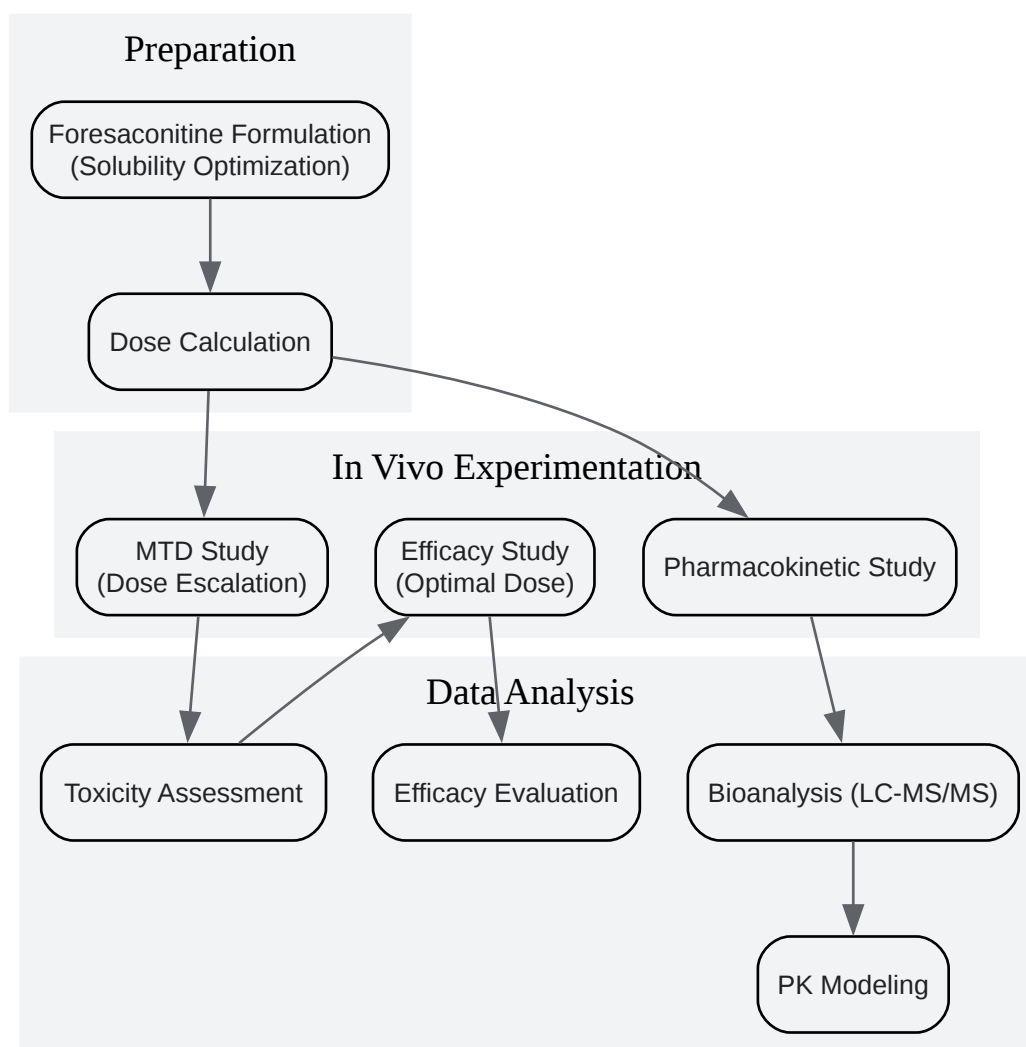 Preparation
Foresaconitine Formulation
(Solubility Optimization)
Dose Calculation
In Vivo Experimentation
MTD Study
(Dose Escalation)
Efficacy Study
(Optimal Dose)
Pharmacokinetic Study
Data Analysis
Toxicity Assessment
Efficacy Evaluation
Bioanalysis (LC-MS/MS)
PK Modeling